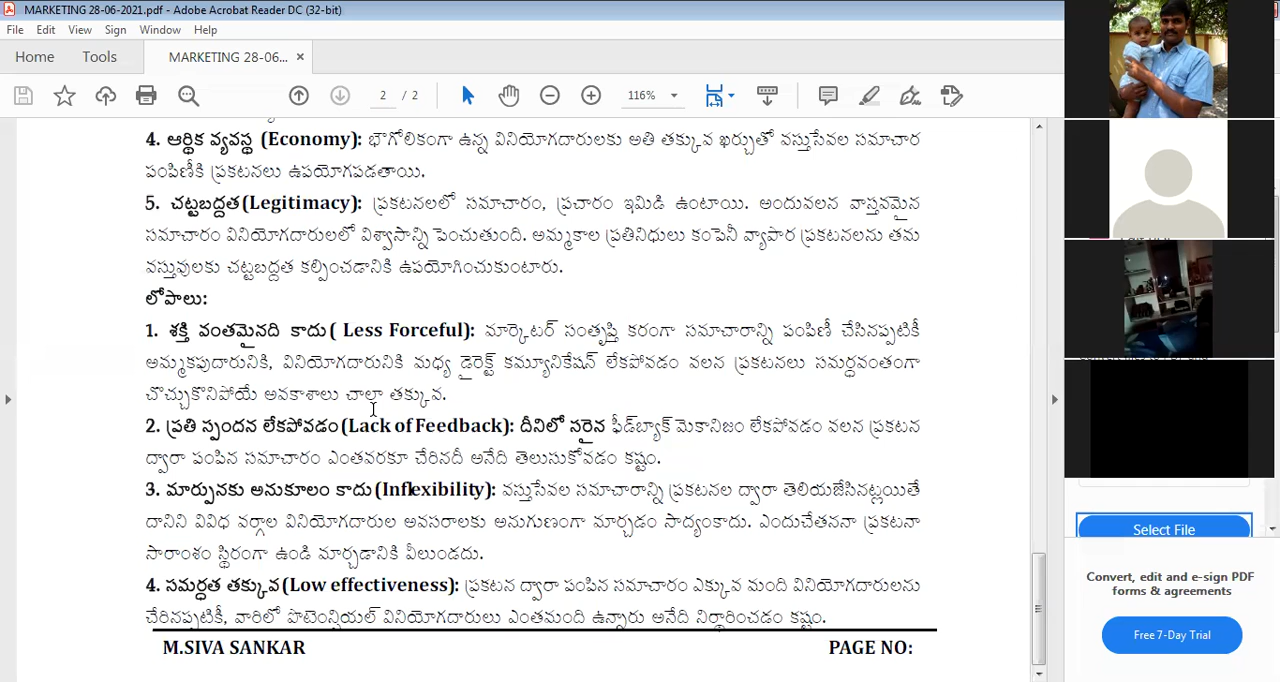 MARKETING 28-06-2021.pdf - Adobe Acrobat Reader DC (32-bit)
File Edit View Sign Window Help
Home Tools MARKETING 28-06... ×
2 / 2 116%
4. ఆర్థిక వ్యవస్థ (Economy): భౌగోలికంగా ఉన్న వినియోగదారులకు అతి తక్కువ ఖర్చుతో వస్తుసేవల సమాచార
పంపిణీకి ప్రకటనలు ఉపయోగపడతాయి.
5. చట్టబద్దత(Legitimacy): ప్రకటనలలో సమాచారం, ప్రచారం ఇమిడి ఉంటాయి. అందువలన వాస్తవమైన
సమాచారం వినియోగదారులలో విశ్వాసాన్ని పెంచుతుంది. అమ్మకాల ప్రతినిధులు కంపెనీ వ్యాపార ప్రకటనలను తమ
వస్తువులకు చట్టబద్దత కల్పించడానికి ఉపయోగించుకుంటారు.
లోపాలు:
1. శక్తి వంతమైనది కాదు ( Less Forceful): మార్కెటర్ సంతృప్తి కరంగా సమాచారాన్ని పంపిణీ చేసినప్పటికీ
అమ్మకపుదారునికి, వినియోగదారునికి మధ్య డైరెక్ట్ కమ్యూనికేషన్ లేకపోవడం వలన ప్రకటనలు సమర్ధవంతంగా
చొచ్చుకొనిపోయే అవకాశాలు చాలా తక్కువ.
2. ప్రతి స్పందన లేకపోవడం (Lack of Feedback): దీనిలో సరైన ఫీడ్‌బ్యాక్ మెకానిజం లేకపోవడం వలన ప్రకటన
ద్వారా పంపిన సమాచారం ఎంతవరకూ చేరినదీ అనేది తెలుసుకోవడం కష్టం.
3. మార్పునకు అనుకూలం కాదు (Inflexibility): వస్తుసేవల సమాచారాన్ని ప్రకటనల ద్వారా తెలియజేసినట్లయితే
దానిని వివిధ వర్గాల వినియోగదారుల అవసరాలకు అనుగుణంగా మార్చడం సాద్యంకాదు. ఎందుచేతననా ప్రకటనా
సారాంశం స్థిరంగా ఉండి మార్చడానికి వీలుండదు.
4. సమర్ధత తక్కువ (Low effectiveness): ప్రకటన ద్వారా పంపిన సమాచారం ఎక్కువ మంది వినియోగదారులను
చేరినప్పటికీ, వారిలో పొటెన్షియల్ వినియోగదారులు ఎంతమంది ఉన్నారు అనేది నిర్ధారించడం కష్టం.
M.SIVA SANKAR PAGE NO:
Select File
Convert, edit and e-sign PDF
forms & agreements
Free 7-Day Trial